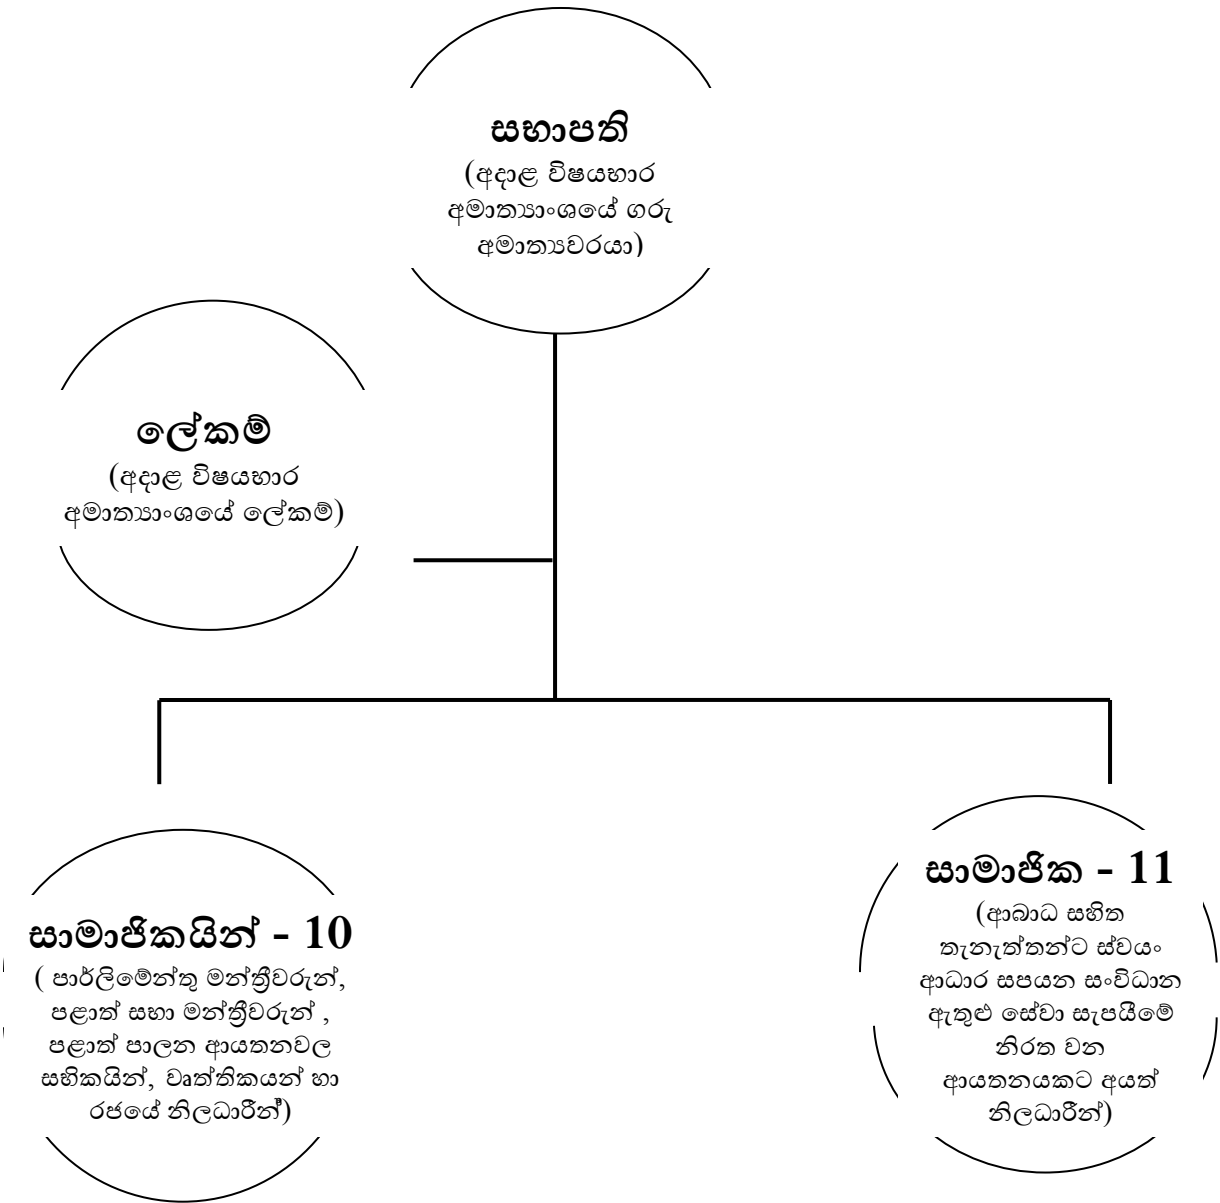 සභාපති
(අදාළ විෂයභාර
අමාත්‍යාංශයේ ගරු
අමාත්‍යවරයා)
ලේකම්
(අදාළ විෂයභාර
අමාත්‍යාංශයේ ලේකම්)
සාමාජිකයින් - 10
( පාර්ලිමේන්තු මන්ත්‍රීවරුන්,
පළාත් සභා මන්ත්‍රීවරුන් ,
පළාත් පාලන ආයතනවල
සභිකයින්, වෘත්තිකයන් හා
රජයේ නිලධාරීන්)
සාමාජික - 11
(ආබාධ සහිත
තැනැත්තන්ට ස්වයං
ආධාර සපයන සංවිධාන
ඇතුළු සේවා සැපයීමේ
නිරත වන
ආයතනයකට අයත්
නිලධාරීන්)